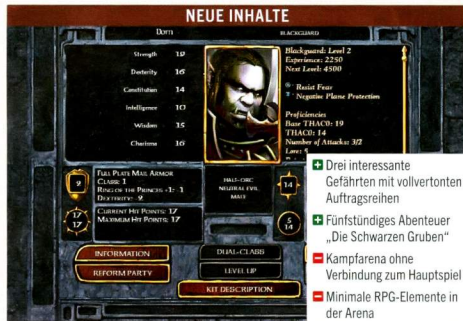 NEUE INHALTE
Dorn
BLACKGUARD
Strength 19
Dexterity 16
Constitution 14
Intelligence 10
Wisdom 15
Charisma 16
Blackguard: Level 2
Experience: 2250
Next Level: 4500
- Resist Fear
- Negative Plane Protection
Proficiencies
Base THAC0: 19
THAC0: 14
Number of Attacks: 3/2
Lore: 5
9
FULL PLATE MAIL ARMOR
CLASS: 1
RING OF THE PRINCES +1: 1
DEXTERITY: 2
17
17
CURRENT HIT POINTS: 17
MAXIMUM HIT POINTS: 17
HALF-ORC
NEUTRAL EVIL
MALE
14
5
14
INFORMATION
REFORM PARTY
DUAL-CLASS
LEVEL UP
KIT DESCRIPTION
Drei interessante
Gefährten mit vollvertonten
Auftragsreihen
Fünfstündiges Abenteuer
„Die Schwarzen Gruben“
Kampfarena ohne
Verbindung zum Hauptspiel
Minimale RPG-Elemente in
der Arena